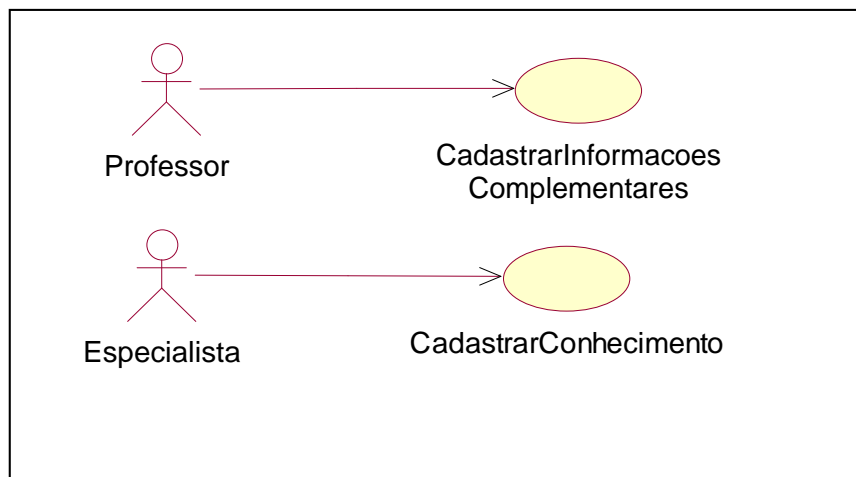 Professor
CadastrarInformacoes
Complementares
Especialista
CadastrarConhecimento